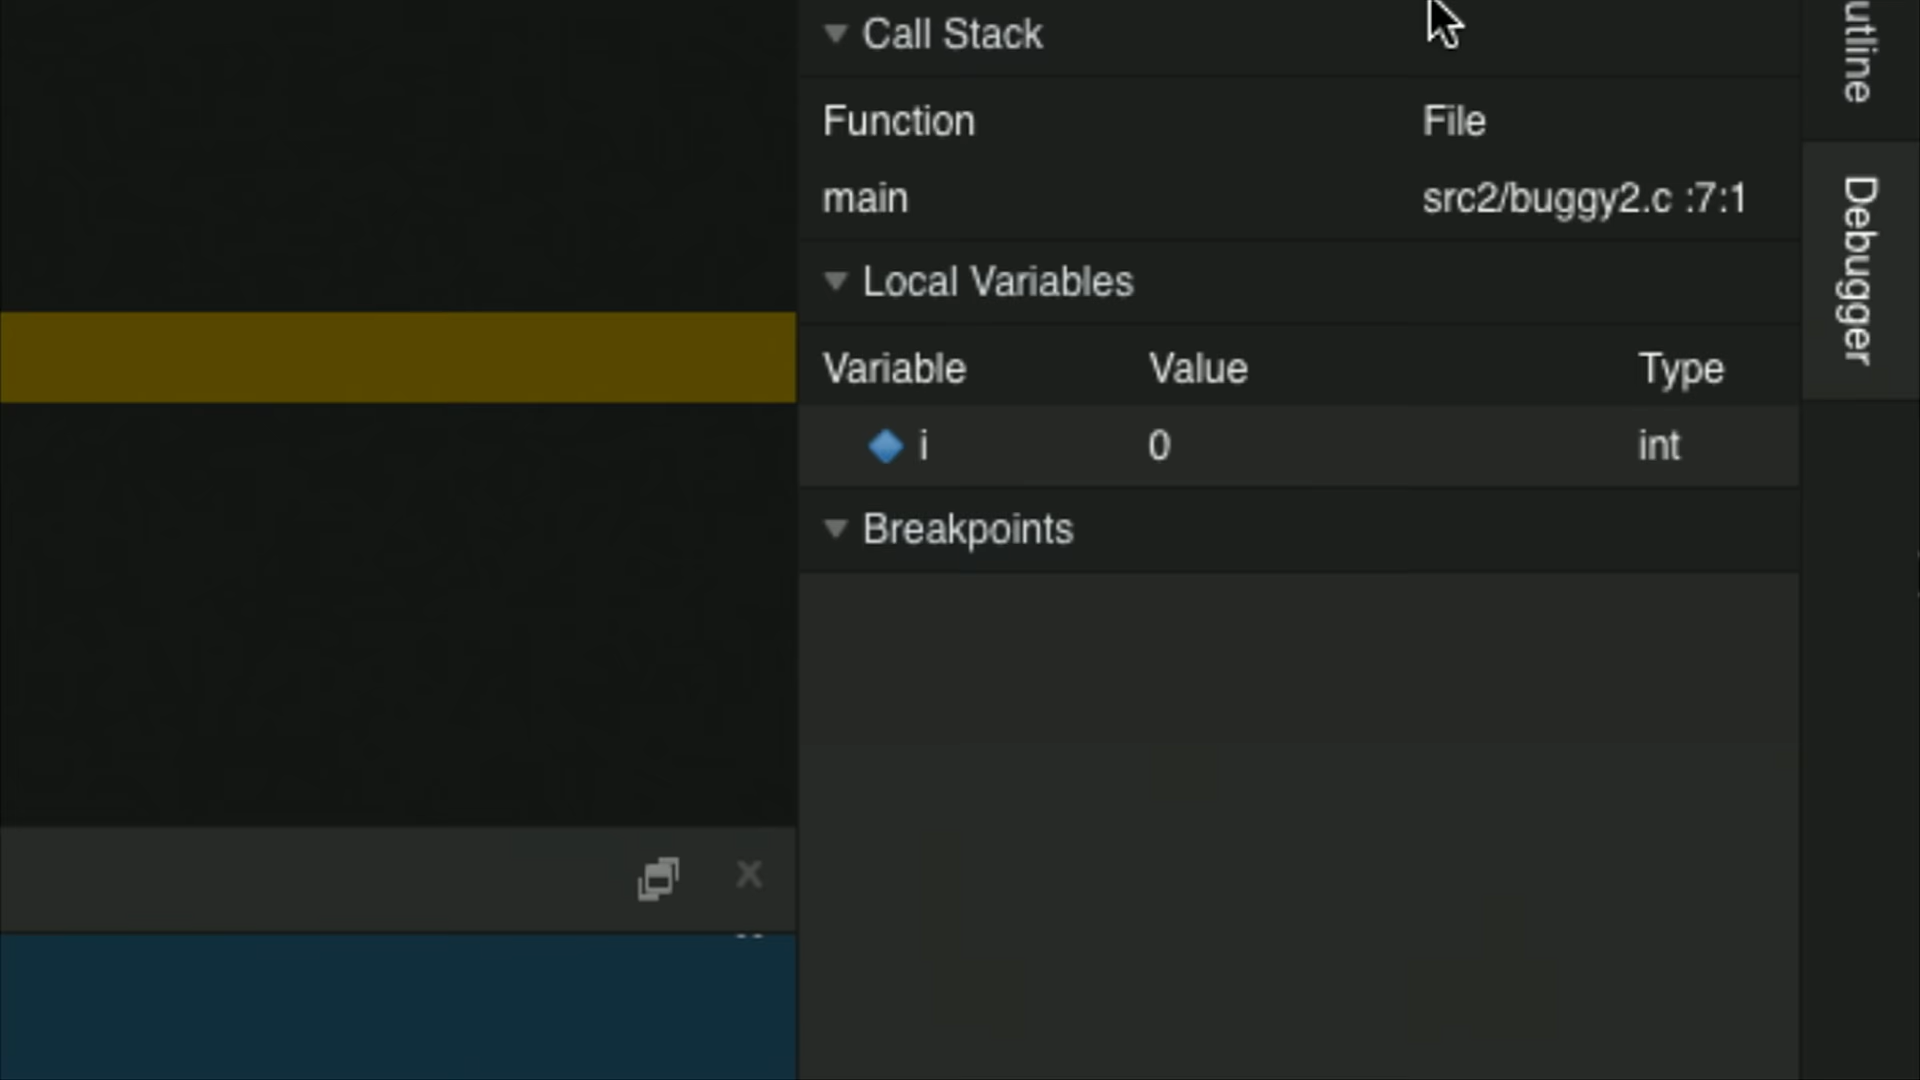 Call Stack
Function File
main src2/buggy2.c :7:1
Local Variables
Variable Value Type
i 0 int
Breakpoints
utline
Debugger